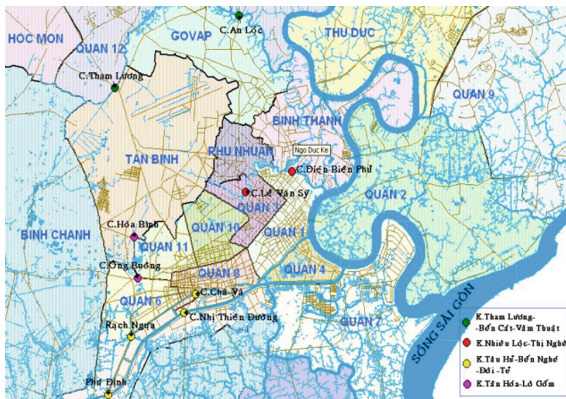 C.An Lộc
HOC MON
QUAN 12
GOVAP
THU DUC
C.Tham Lương
QUAN 9
BINH THANH
Ngo Duc Ke
PHU NHUAN
TAN BINH
C.Điện Biên Phủ
C.Lê Văn Sỹ
QUAN 2
QUAN 3
QUAN 10
QUAN 1
C.Hòa Bình
BINH CHANH
QUAN 11
C.Ông Buông
QUAN 8
QUAN 4
QUAN 6
C.Chà Và
C.Nhị Thiên Đường
Rạch Ngựa
QUAN 7
SÔNG SÀI GÒN
Phú Định
K.Tham Lương-
-Bến Cát-Vàm Thuật
K.Nhiêu Lộc-Thị Nghè
K.Tàu Hủ-Bến Nghé
-Đôi-Tẻ
K.Tân Hóa-Lò Gốm